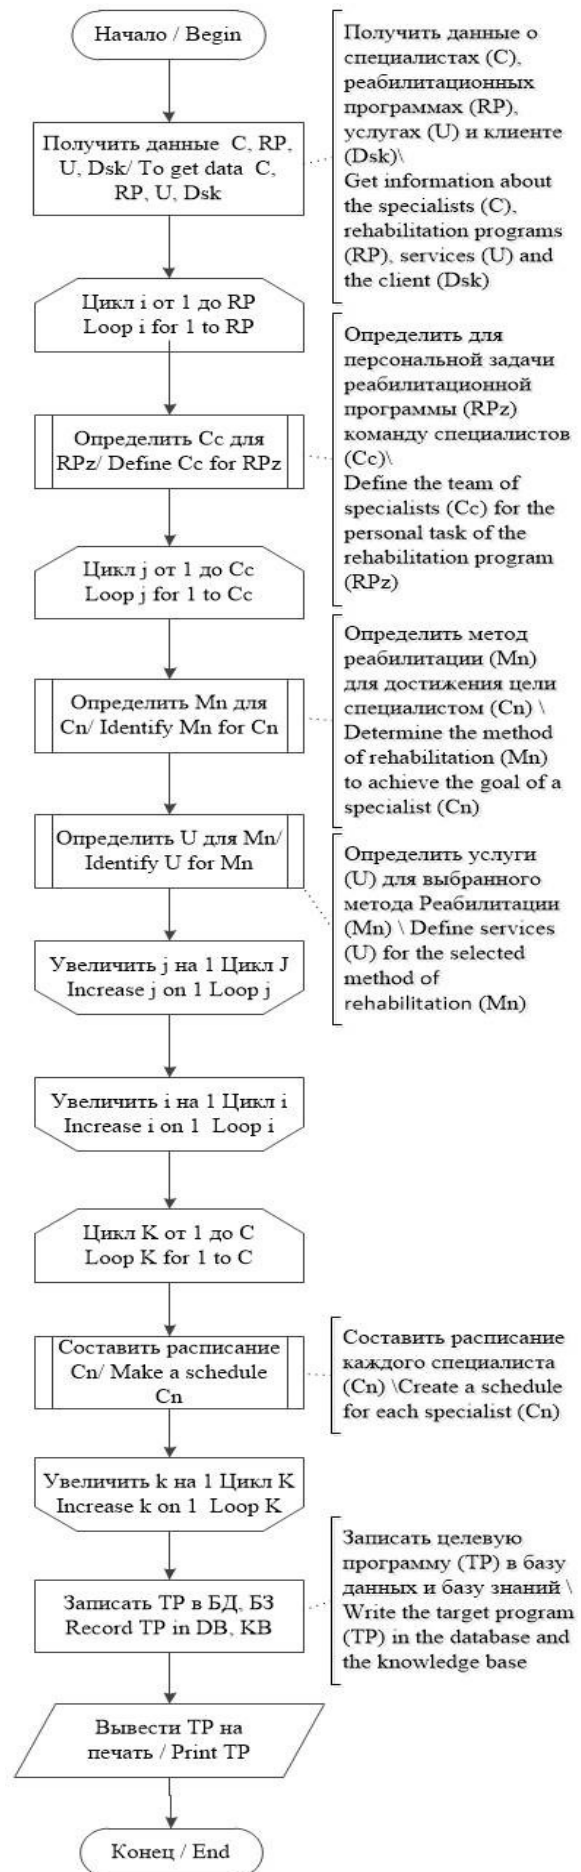 Начало / Begin
Получить данные о
специалистах (С),
реабилитационных
программах (RP),
услугах (U) и клиенте
(Dsk)\
Get information about
the specialists (C),
rehabilitation programs
(RP), services (U) and
the client (Dsk)
Получить данные С, RP,
U, Dsk/ To get data C,
RP, U, Dsk
Цикл i от 1 до RP
Loop i for 1 to RP
Определить для
персональной задачи
реабилитационной
программы (RPz)
команду специалистов
(Cc)\
Define the team of
specialists (Cc) for the
personal task of the
rehabilitation program
(RPz)
Определить Cc для
RPz/ Define Cc for RPz
Цикл j от 1 до Cc
Loop j for 1 to Cc
Определить метод
реабилитации (Mn)
для достижения цели
специалистом (Cn) \
Determine the method
of rehabilitation (Mn)
to achieve the goal of a
specialist (Cn)
Определить Mn для
Cn/ Identify Mn for Cn
Определить U для Mn/
Identify U for Mn
Определить услуги
(U) для выбранного
метода Реабилитации
(Mn) \ Define services
(U) for the selected
method of
rehabilitation (Mn)
Увеличить j на 1 Цикл J
Increase j on 1 Loop j
Увеличить i на 1 Цикл i
Increase i on 1 Loop i
Цикл K от 1 до C
Loop K for 1 to C
Составить расписание
Cn/ Make a schedule
Cn
Составить расписание
каждого специалиста
(Cn) \Create a schedule
for each specialist (Cn)
Увеличить k на 1 Цикл K
Increase k on 1 Loop K
Записать целевую
программу (TP) в базу
данных и базу знаний \
Write the target program
(TP) in the database and
the knowledge base
Записать TP в БД, БЗ
Record TP in DB, KB
Вывести TP на
печать / Print TP
Конец / End